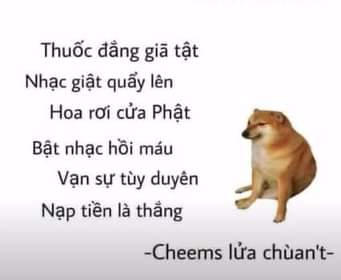 Thuốc đắng giã tật
Nhạc giật quẩy lên
Hoa rơi cửa Phật
Bật nhạc hồi máu
Vạn sự tùy duyên
Nạp tiền là thắng
-Cheems lửa chùan't-